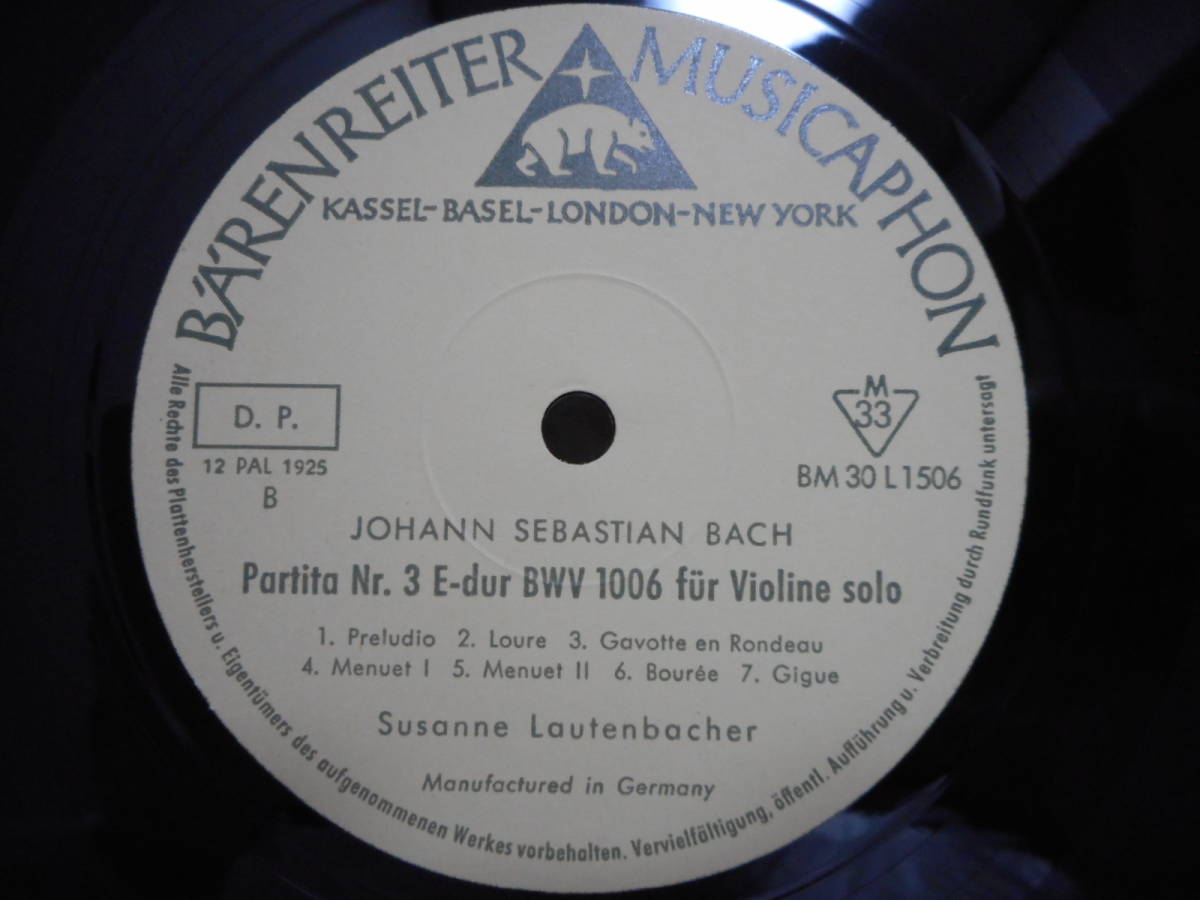 BÄRENREITER MUSICAPHON
KASSEL-BASEL-LONDON-NEW YORK
D. P.
12 PAL 1925
B
M
33
BM 30 L 1506
JOHANN SEBASTIAN BACH
Partita Nr. 3 E-dur BWV 1006 für Violine solo
1. Preludio 2. Loure 3. Gavotte en Rondeau
4. Menuet I 5. Menuet II 6. Bourée 7. Gigue
Susanne Lautenbacher
Manufactured in Germany
Alle Rechte des Plattenherstellers u. Eigentümers des aufgenommenen Werkes vorbehalten. Vervielfältigung, öffentl. Aufführung u. Verbreitung durch Rundfunk untersagt